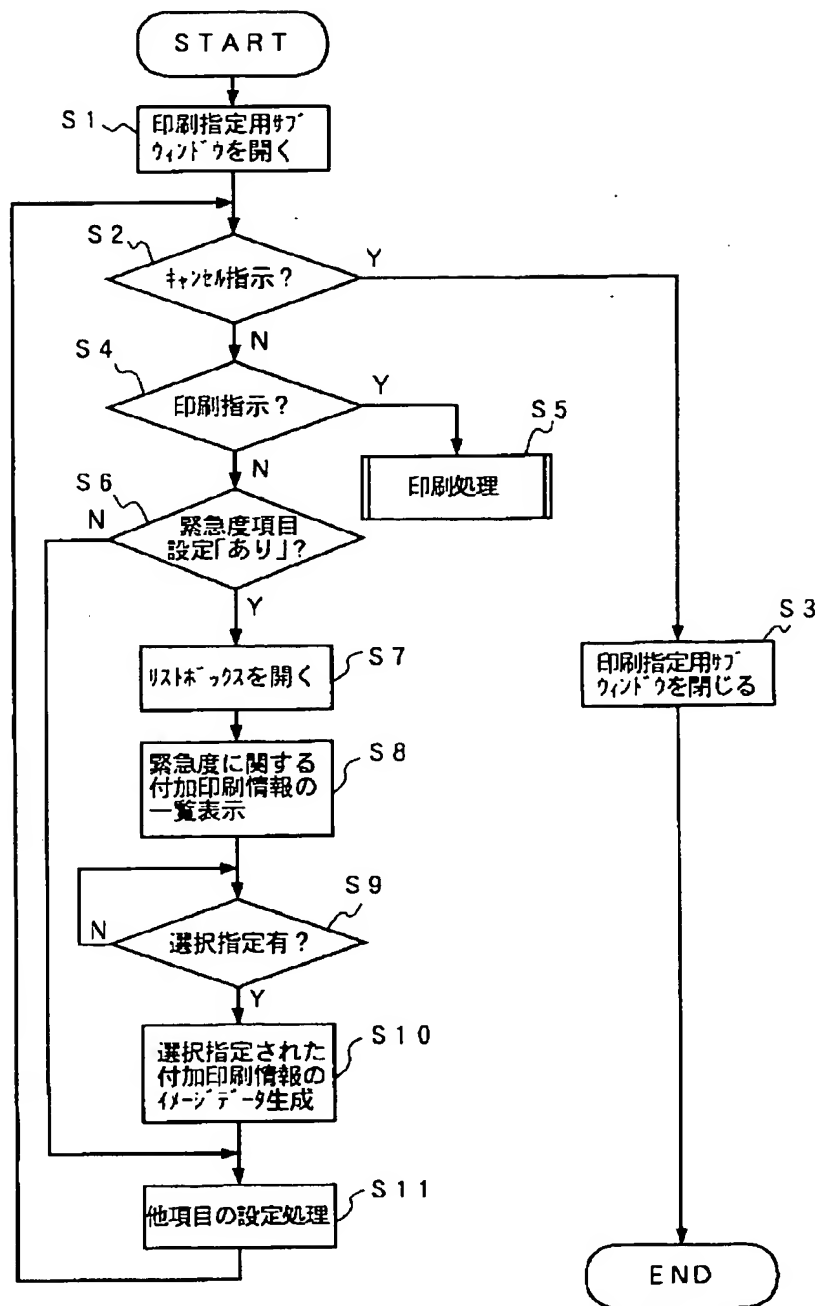 START
S1
印刷指定用サブ
ウィンドウを開く
S2
キャンセル指示?
Y
N
S4
印刷指示?
Y
S5
印刷処理
N
S6
N
緊急度項目
設定「あり」?
Y
S3
印刷指定用サブ
ウィンドウを閉じる
S7
リストボックスを開く
S8
緊急度に関する
付加印刷情報の
一覧表示
S9
N
選択指定有?
Y
S10
選択指定された
付加印刷情報の
イメージデータ生成
S11
他項目の設定処理
END